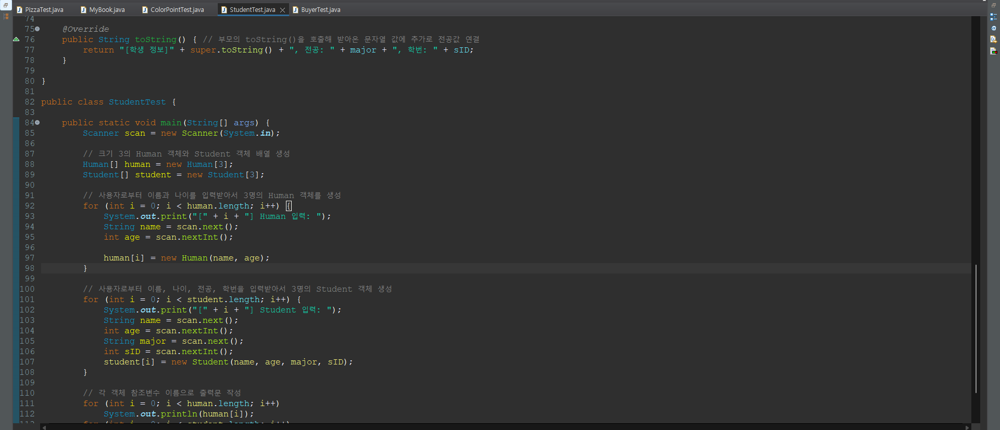 PizzaTest.java MyBook.java ColorPointTest.java StudentTest.java BuyerTest.java
74
75 @Override
76 public String toString() { // 부모의 toString()을 호출해 받아온 문자열 값에 추가로 전공값 연결
77 return "[학생 정보]" + super.toString() + ", 전공: " + major + ", 학번: " + sID;
78 }
79
80 }
81
82 public class StudentTest {
83
84 public static void main(String[] args) {
85 Scanner scan = new Scanner(System.in);
86
87 // 크기 3의 Human 객체와 Student 객체 배열 생성
88 Human[] human = new Human[3];
89 Student[] student = new Student[3];
90
91 // 사용자로부터 이름과 나이를 입력받아서 3명의 Human 객체를 생성
92 for (int i = 0; i < human.length; i++) {
93 System.out.print("[" + i + "] Human 입력: ");
94 String name = scan.next();
95 int age = scan.nextInt();
96
97 human[i] = new Human(name, age);
98 }
99
100 // 사용자로부터 이름, 나이, 전공, 학번을 입력받아서 3명의 Student 객체 생성
101 for (int i = 0; i < student.length; i++) {
102 System.out.print("[" + i + "] Student 입력: ");
103 String name = scan.next();
104 int age = scan.nextInt();
105 String major = scan.next();
106 int sID = scan.nextInt();
107 student[i] = new Student(name, age, major, sID);
108 }
109
110 // 각 객체 참조변수 이름으로 출력문 작성
111 for (int i = 0; i < human.length; i++)
112 System.out.println(human[i]);
113 for (int i = 0; i < student.length; i++)